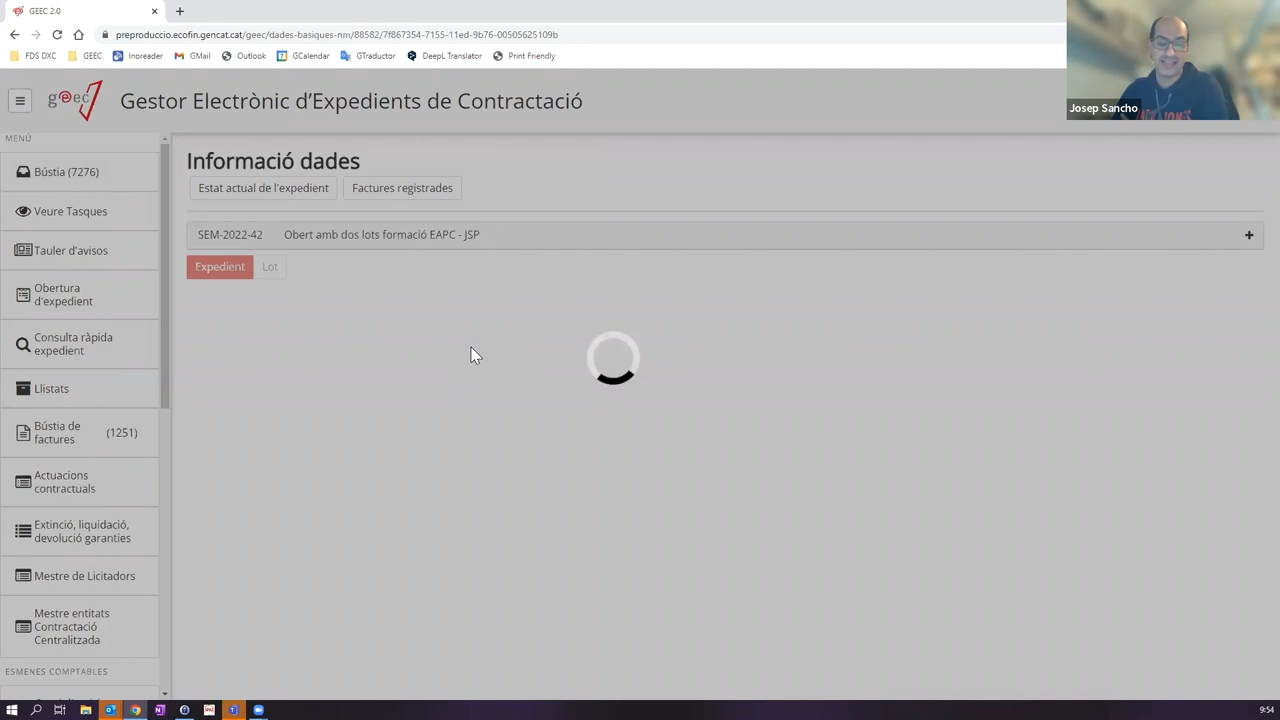 GEEC 2.0
preproduccio.ecofin.gencat.cat/geec/dades-basiques-nm/88582/7f867354-7155-11ed-9b76-00505625109b
FDS DXC
GEEC
Inoreader
GMail
Outlook
GCalendar
GTraductor
DeepL Translator
Print Friendly
Josep Sancho
geec
Gestor Electrònic d'Expedients de Contractació
MENÚ
Bústia (7276)
Veure Tasques
Tauler d'avisos
Obertura
d'expedient
Consulta ràpida
expedient
Llistats
Bústia de
factures (1251)
Actuacions
contractuals
Extinció, liquidació,
devolució garanties
Mestre de Licitadors
Mestre entitats
Contractació
Centralitzada
ESMENES COMPTABLES
Informació dades
Estat actual de l'expedient
Factures registrades
SEM-2022-42 Obert amb dos lots formació EAPC - JSP
Expedient Lot
9:54